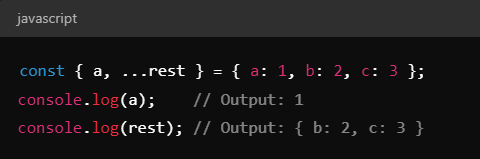 javascript
const { a, ...rest } = { a: 1, b: 2, c: 3 };
console.log(a);    // Output: 1
console.log(rest); // Output: { b: 2, c: 3 }